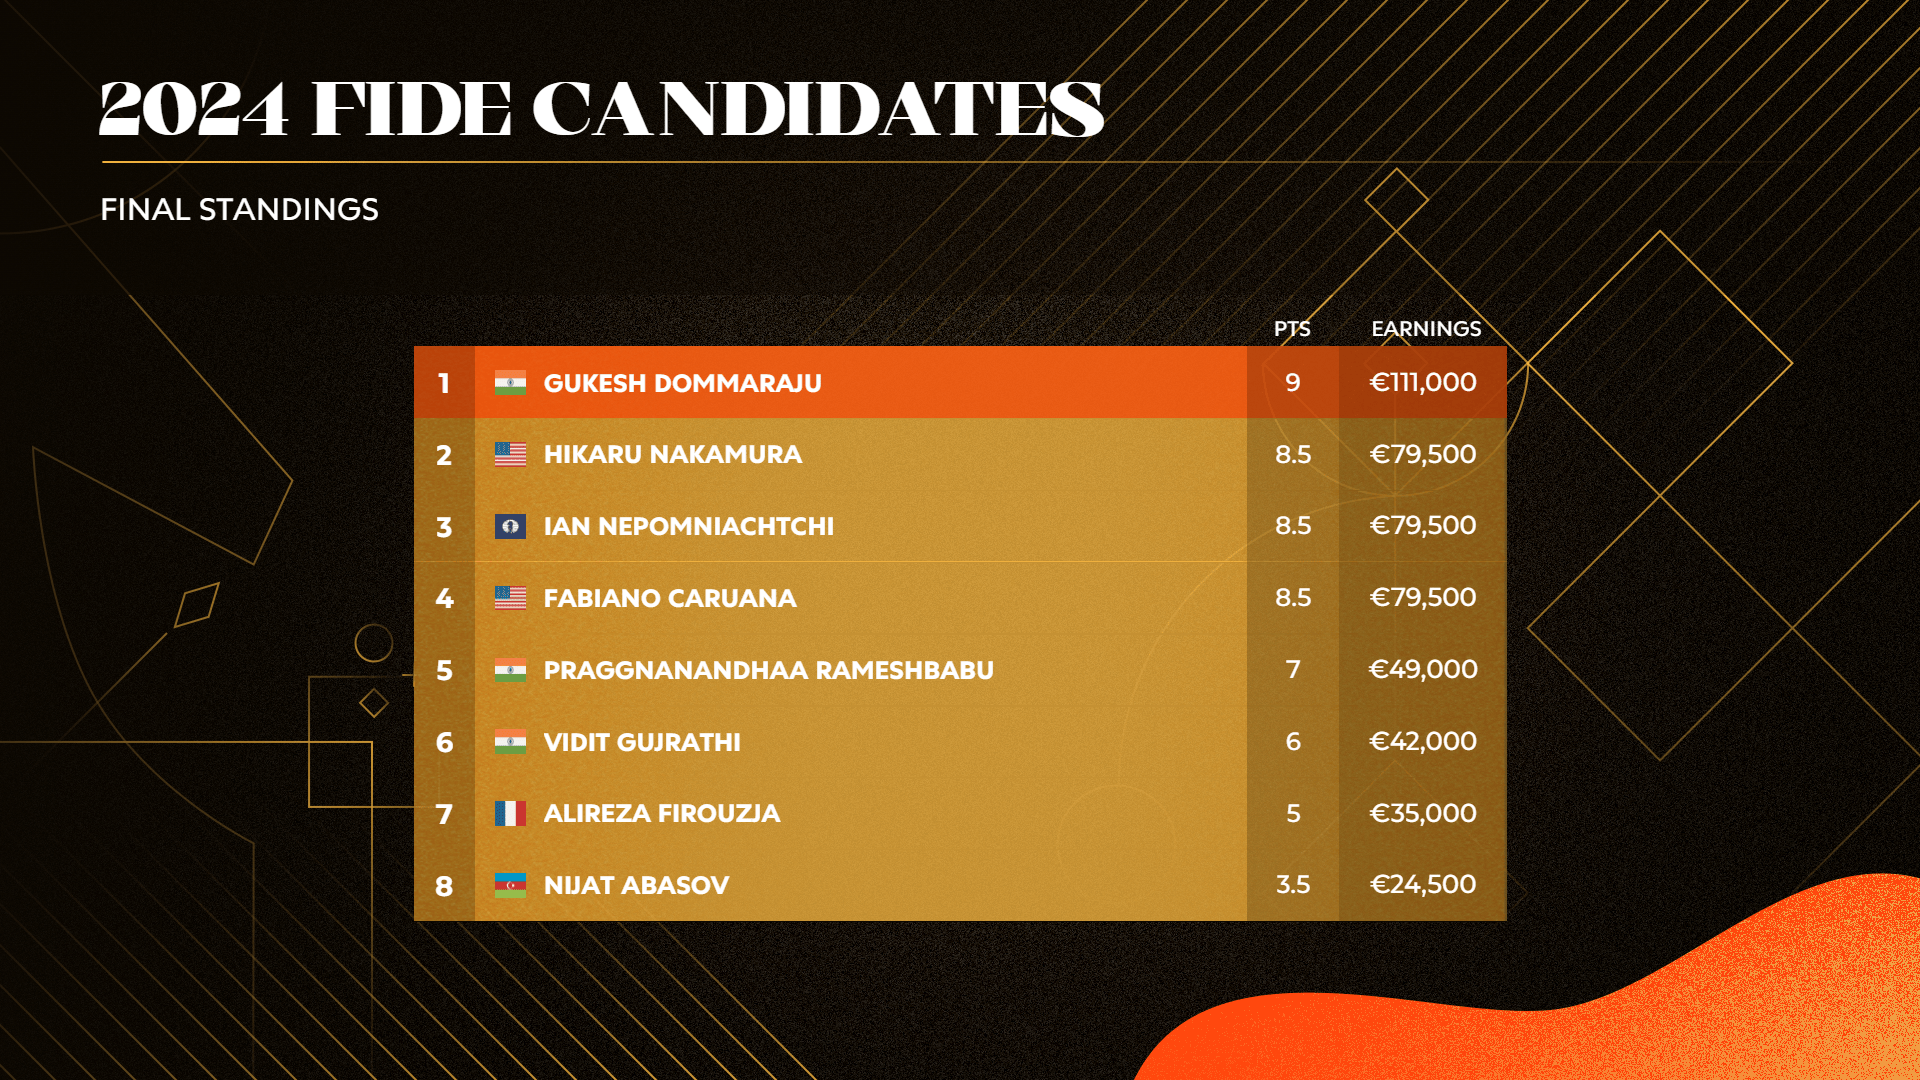 2024 FIDE CANDIDATES
FINAL STANDINGS
PTS EARNINGS
1 GUKESH DOMMARAJU 9 €111,000
2 HIKARU NAKAMURA 8.5 €79,500
3 IAN NEPOMNIACHTCHI 8.5 €79,500
4 FABIANO CARUANA 8.5 €79,500
5 PRAGGNANANDHAA RAMESHBABU 7 €49,000
6 VIDIT GUJRATHI 6 €42,000
7 ALIREZA FIROUZJA 5 €35,000
8 NIJAT ABASOV 3.5 €24,500